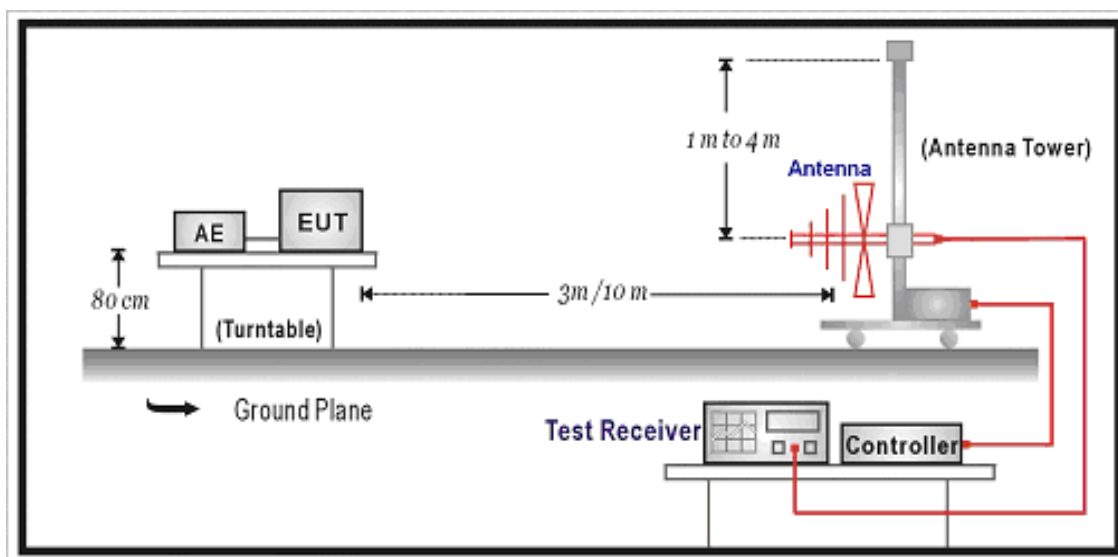 1 m to 4 m
(Antenna Tower)
Antenna
AE
EUT
80 cm
3m /10 m
(Turntable)
Ground Plane
Test Receiver
Controller